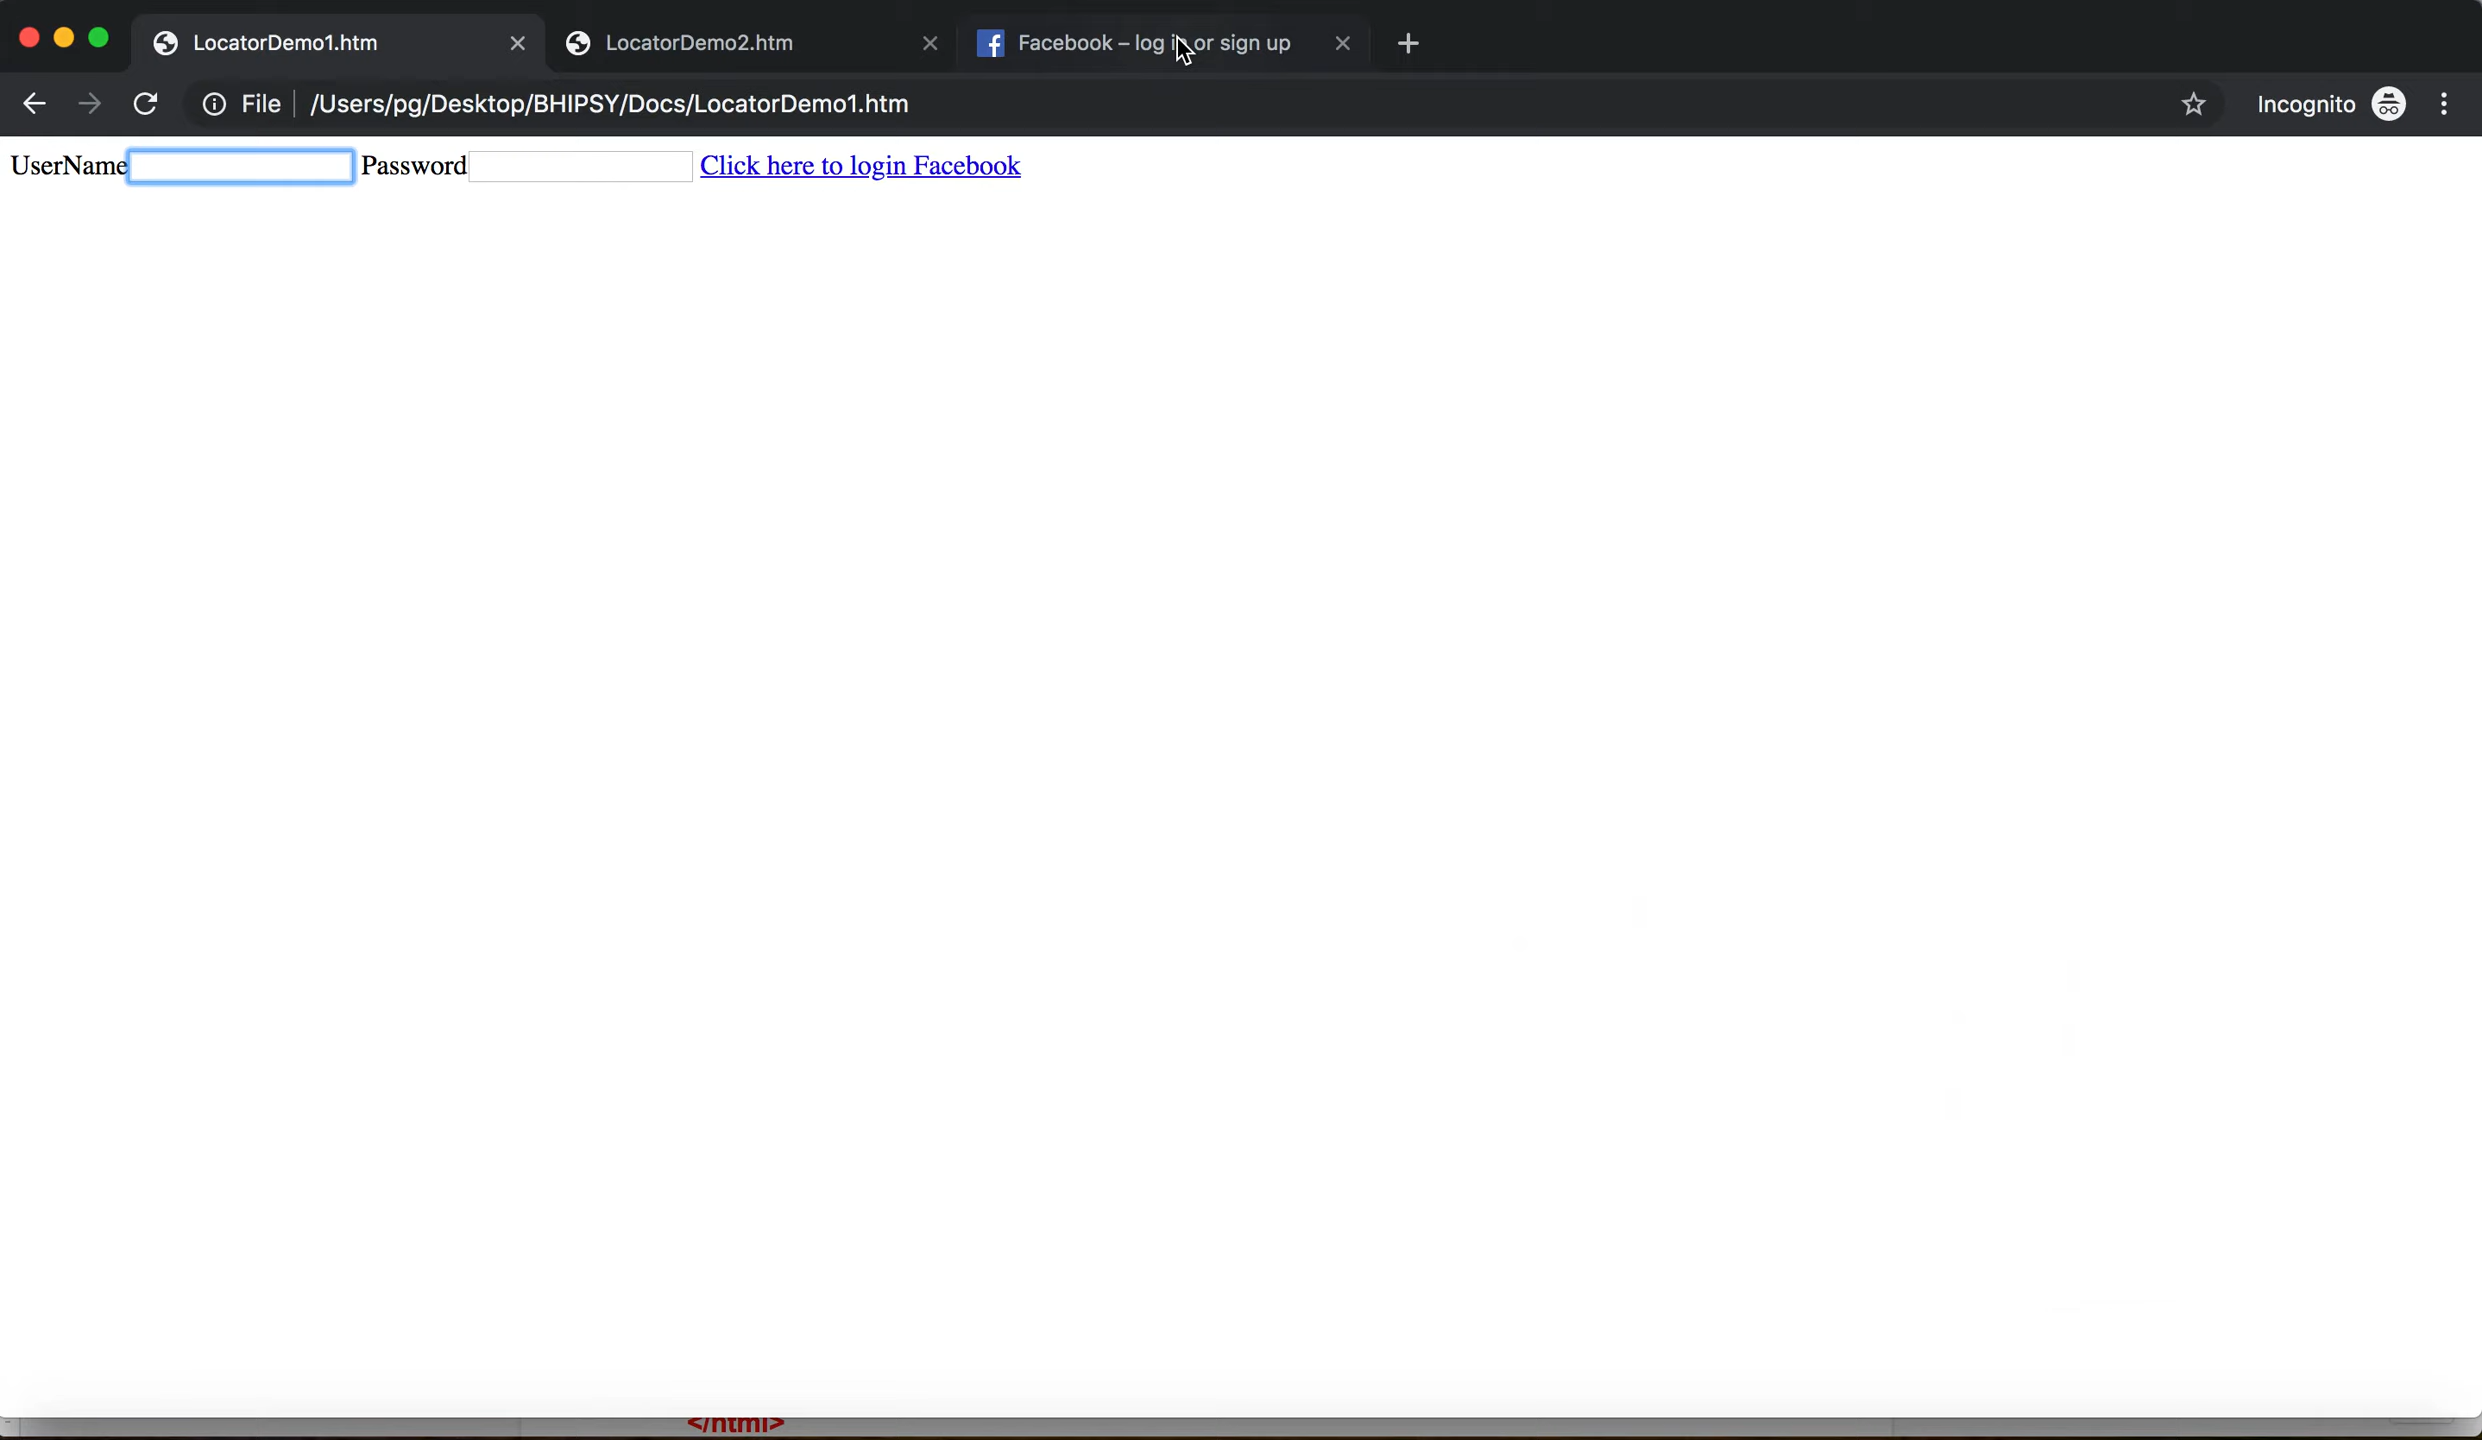 LocatorDemo1.htm LocatorDemo2.htm Facebook – log in or sign up
File /Users/pg/Desktop/BHIPSY/Docs/LocatorDemo1.htm Incognito
UserName Password Click here to login Facebook
</html>